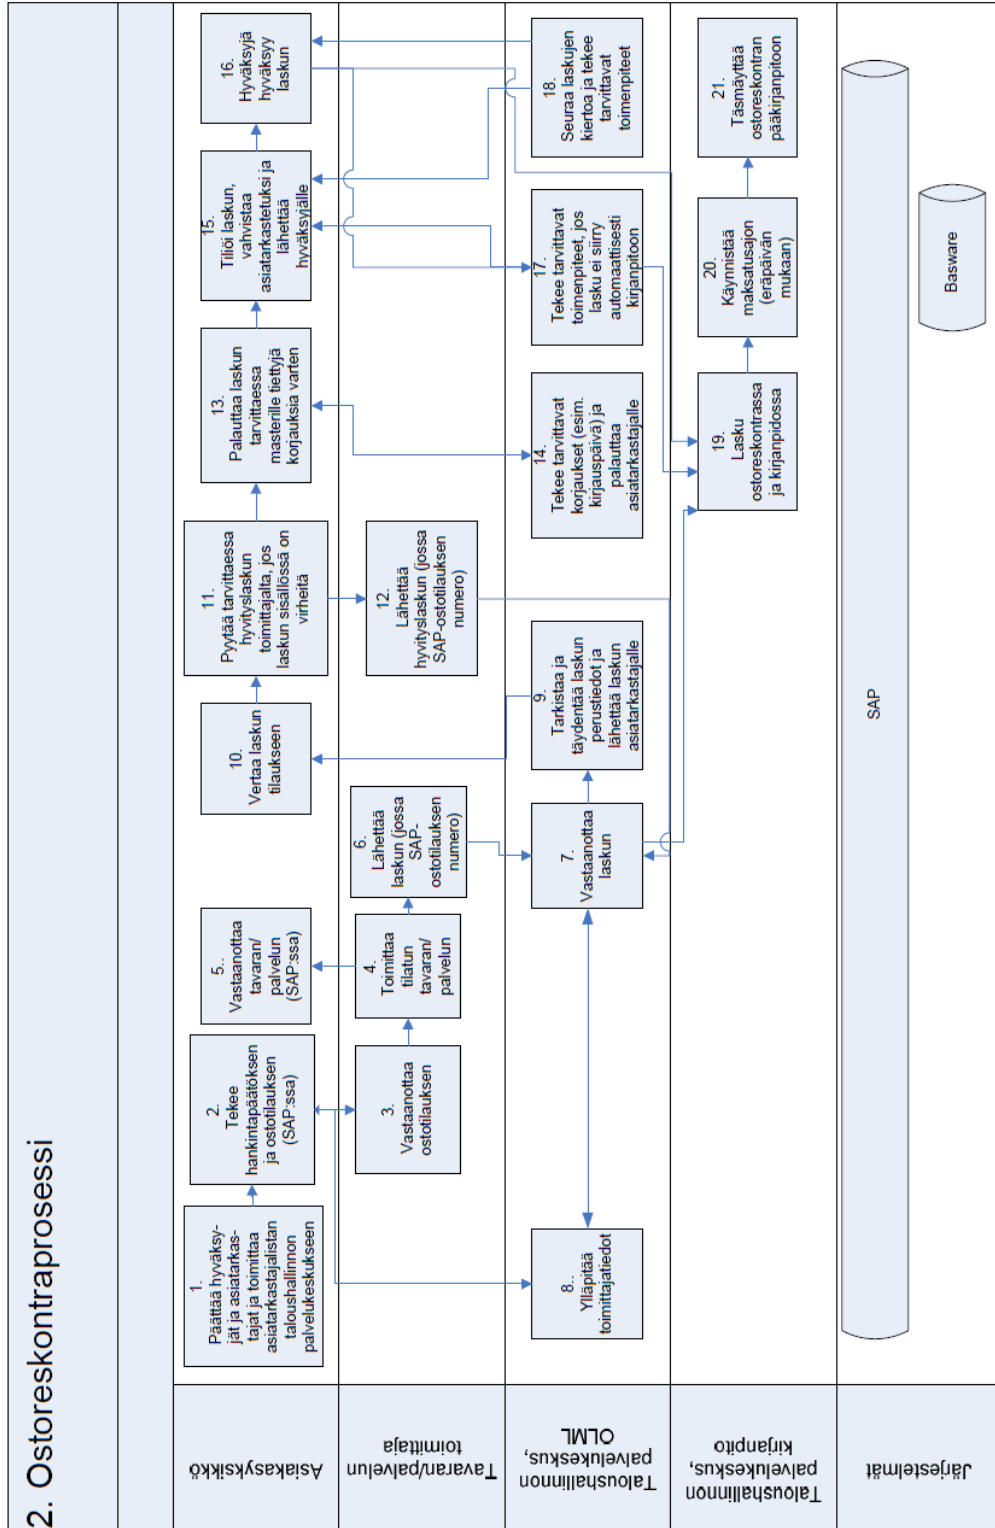 2. Ostoreskontraprosessi
Asiakasyksikkö
1.
Päättää hyväksy-
jät ja asiatarkas-
tajat ja toimittaa
asiatarkastajalistan
taloushallinnon
palvelukeskukseen
2.
Tekee
hankintapäätöksen
ja ostotilauksen
(SAP:ssa)
5..
Vastaanottaa
tavaran/
palvelun
(SAP:ssa)
10.
Vertaa laskun
tilaukseen
11.
Pyytää tarvittaessa
hyvityslaskun
toimittajalta, jos
laskun sisällössä on
virheitä
13.
Palauttaa laskun
tarvittaessa
masterille tiettyjä
korjauksia varten
15.
Tiliöi laskun,
vahvistaa
asiatarkastetuksi ja
lähettää
hyväksyjälle
16.
Hyväksyjä
hyväksyy
laskun
Tavaran/palvelun
toimittaja
3.
Vastaanottaa
ostotilauksen
4.
Toimittaa
tilatun
tavaran/
palvelun
6.
Lähettää
laskun (jossa
SAP-
ostotilauksen
numero)
12.
Lähettää
hyvityslaskun (jossa
SAP-ostotilauksen
numero)
Taloushallinnon
palvelukeskus,
OLML
8..
Ylläpitää
toimittajatiedot
7.
Vastaanottaa
laskun
9.
Tarkistaa ja
täydentää laskun
perustiedot ja
lähettää laskun
asiatarkastajalle
14.
Tekee tarvittavat
korjaukset (esim.
kirjauspäivä) ja
palauttaa
asiatarkastajalle
17.
Tekee tarvittavat
toimenpiteet, jos
lasku ei siirry
automaattisesti
kirjanpitoon
18.
Seuraa laskujen
kiertoa ja tekee
tarvittavat
toimenpiteet
Taloushallinnon
palvelukeskus,
kirjanpito
19.
Lasku
ostoreskontrassa
ja kirjanpidossa
20.
Käynnistää
maksatusajon
(eräpäivän
mukaan)
21.
Täsmäyttää
ostoreskontran
pääkirjanpitoon
Järjestelmät
SAP
Basware